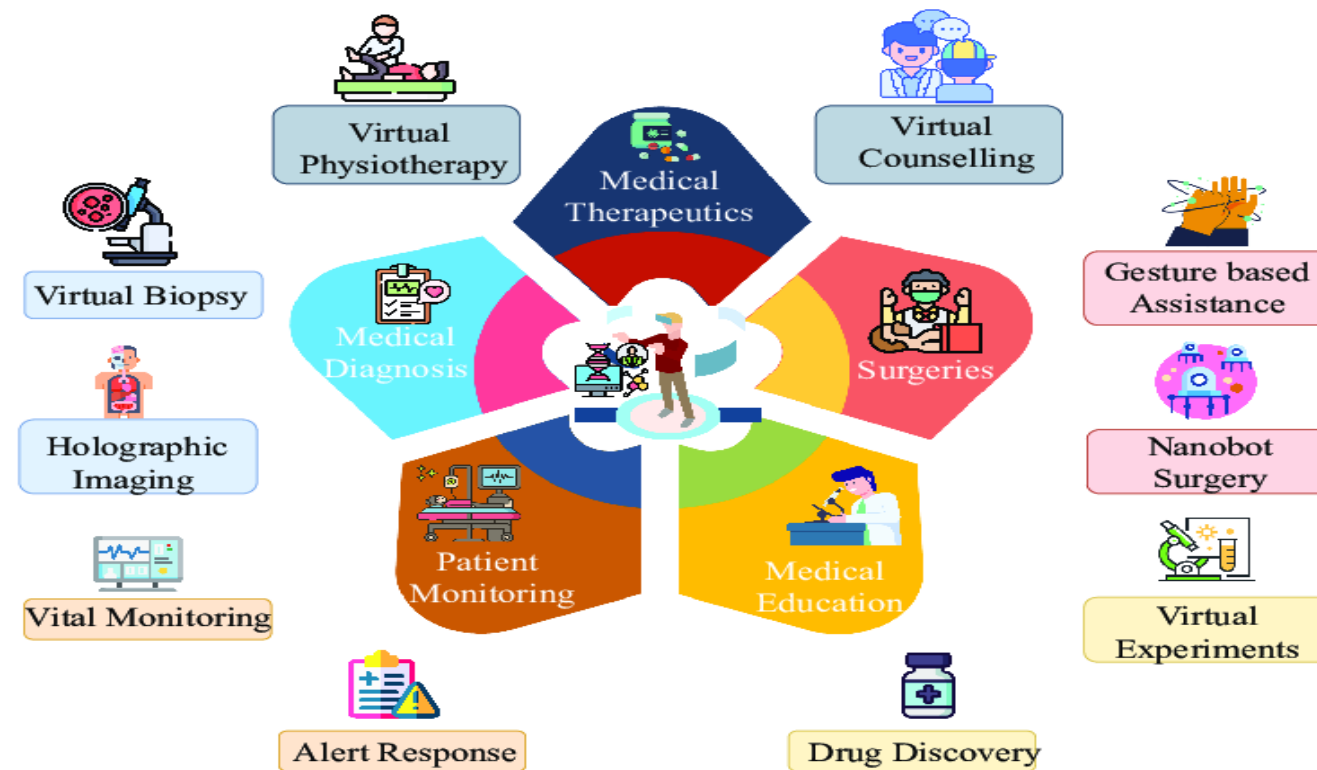 Virtual
Physiotherapy
Virtual
Counselling
Medical
Therapeutics
Virtual Biopsy
Gesture based
Assistance
Medical
Diagnosis
Surgeries
Holographic
Imaging
Nanobot
Surgery
Patient
Monitoring
Medical
Education
Vital Monitoring
Virtual
Experiments
Alert Response
Drug Discovery